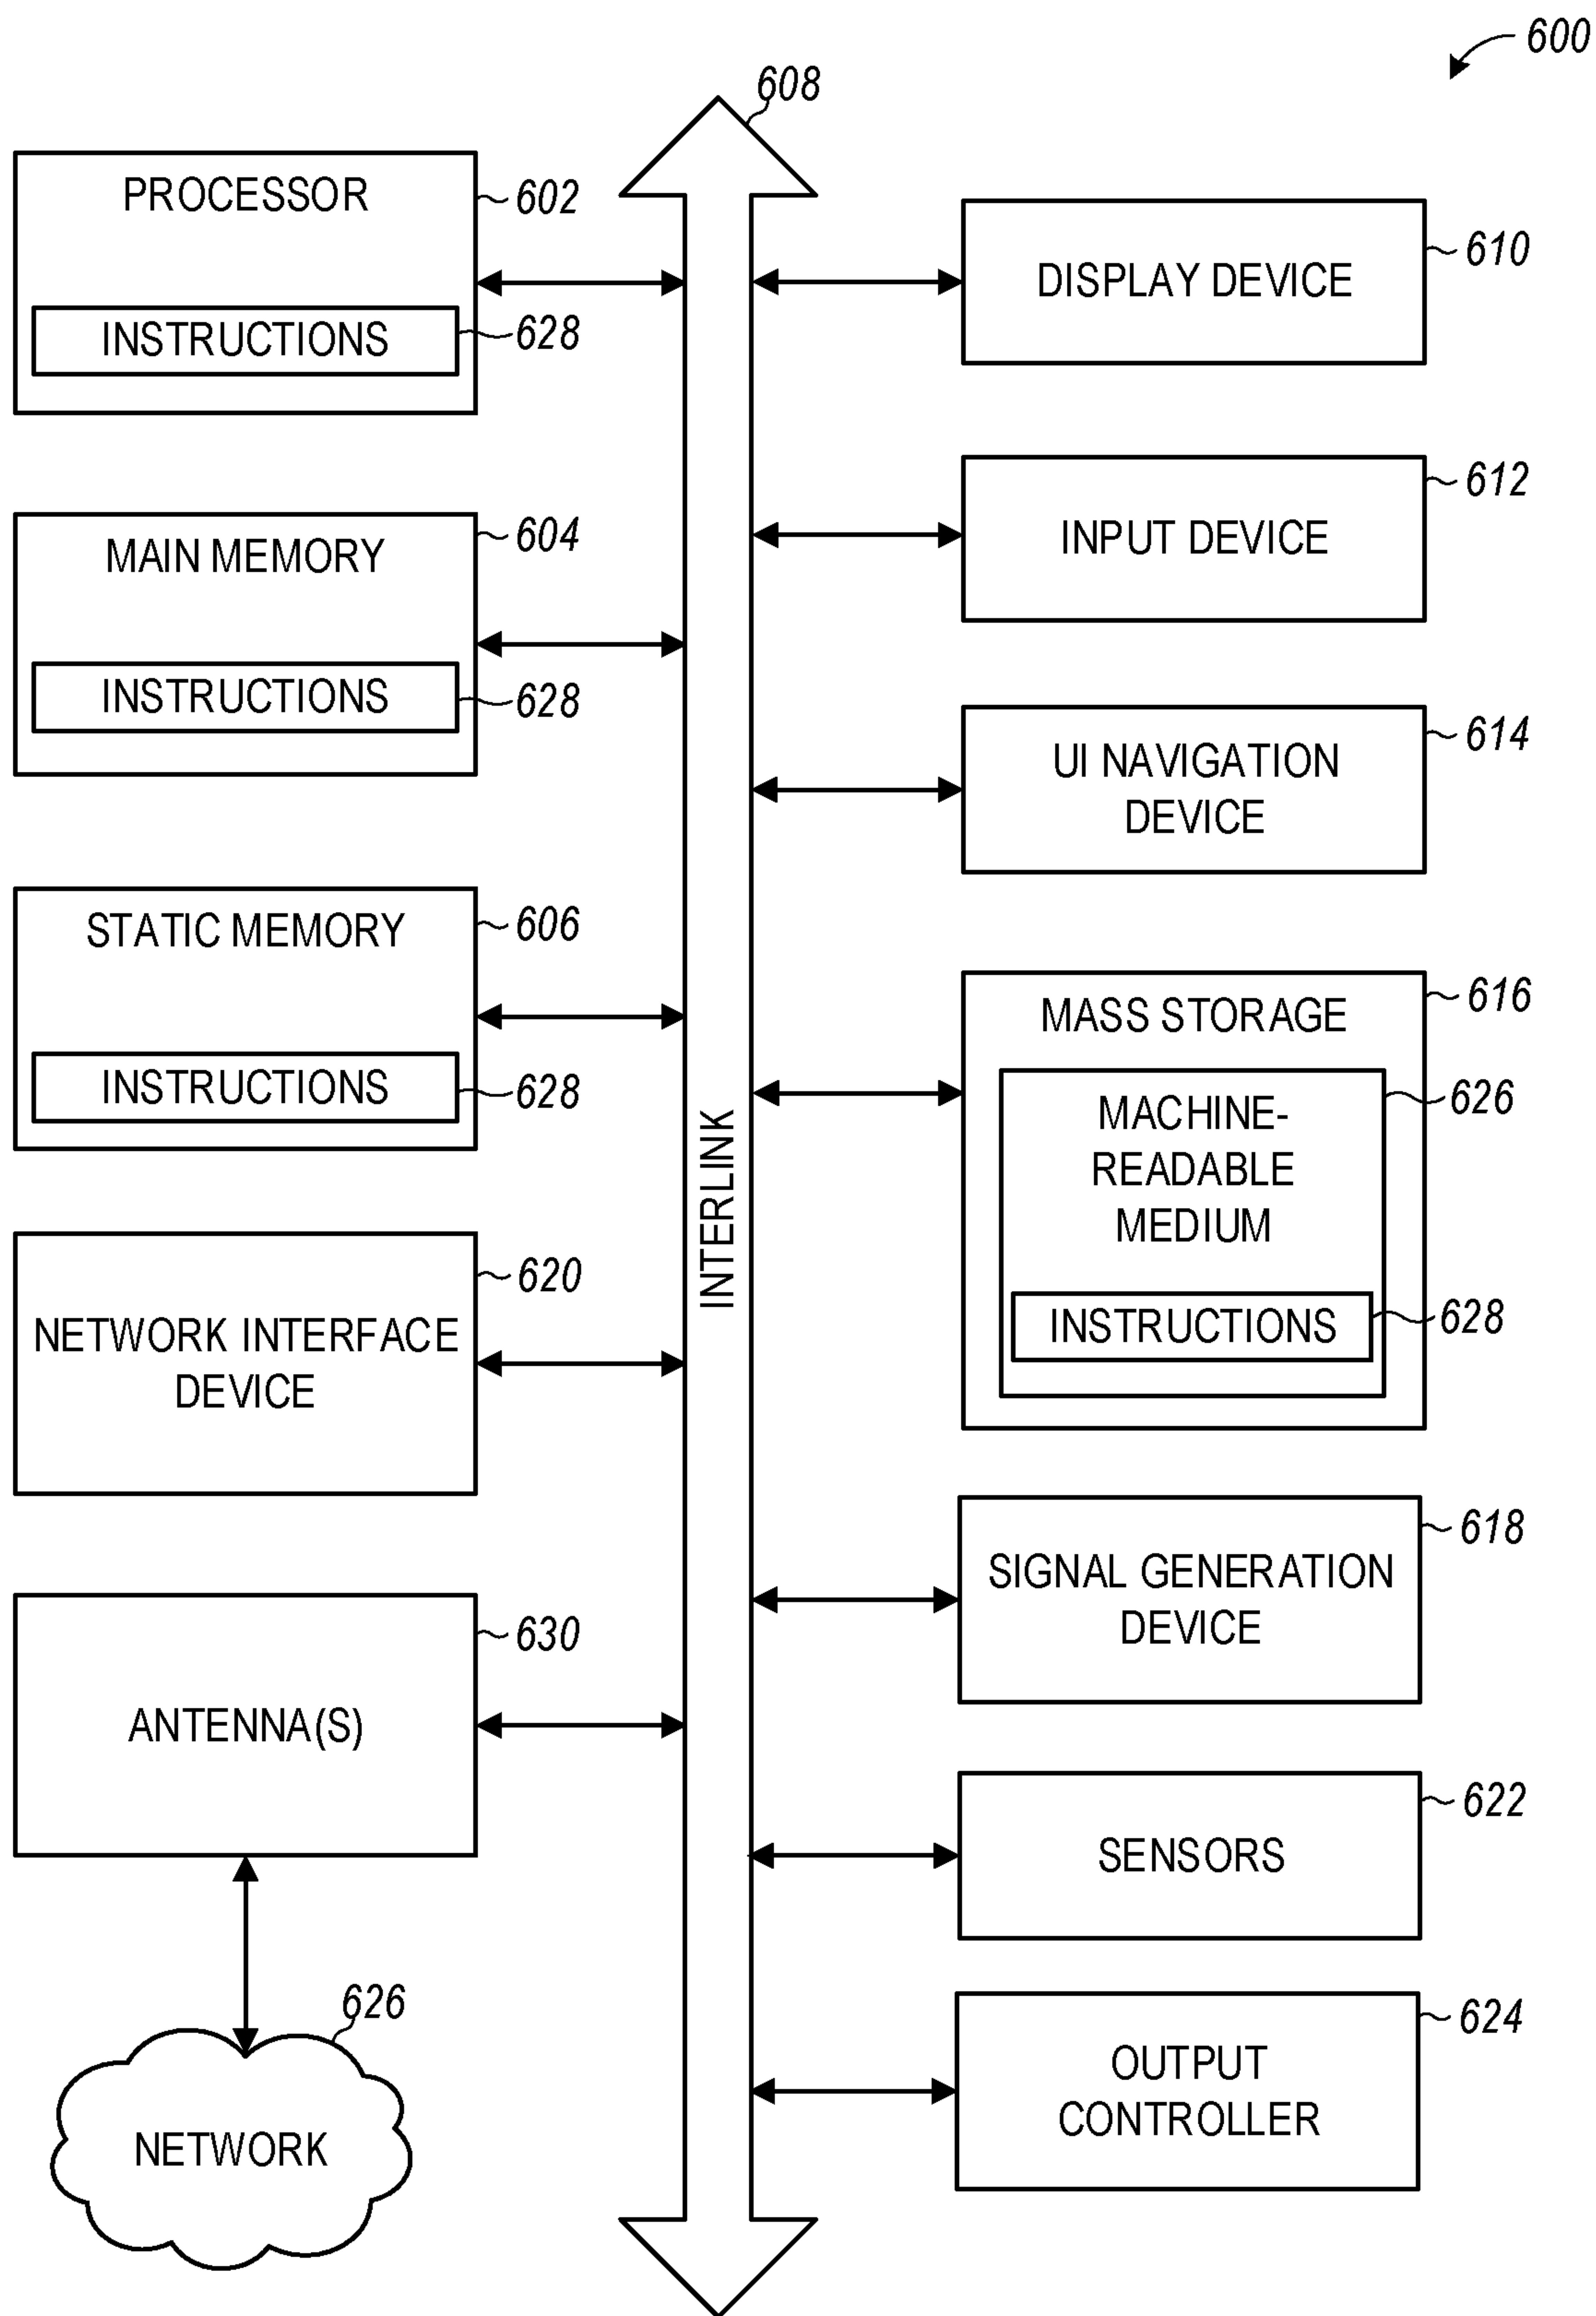 600
608
PROCESSOR
602
INSTRUCTIONS
628
MAIN MEMORY
604
INSTRUCTIONS
628
STATIC MEMORY
606
INSTRUCTIONS
628
NETWORK INTERFACE
DEVICE
620
ANTENNA(S)
630
626
NETWORK
INTERLINK
DISPLAY DEVICE
610
INPUT DEVICE
612
UI NAVIGATION
DEVICE
614
MASS STORAGE
616
MACHINE-
READABLE
MEDIUM
626
INSTRUCTIONS
628
SIGNAL GENERATION
DEVICE
618
SENSORS
622
OUTPUT
CONTROLLER
624